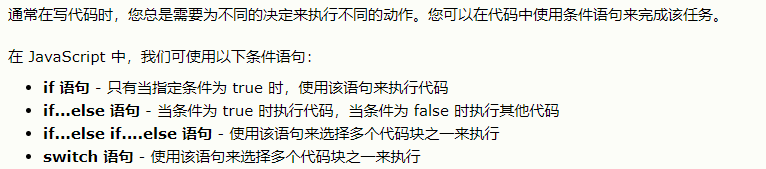 通常在写代码时，您总是需要为不同的决定来执行不同的动作。您可以在代码中使用条件语句来完成该任务。
在 JavaScript 中，我们可使用以下条件语句：
• if 语句 - 只有当指定条件为 true 时，使用该语句来执行代码
• if...else 语句 - 当条件为 true 时执行代码，当条件为 false 时执行其他代码
• if...else if....else 语句 - 使用该语句来选择多个代码块之一来执行
• switch 语句 - 使用该语句来选择多个代码块之一来执行